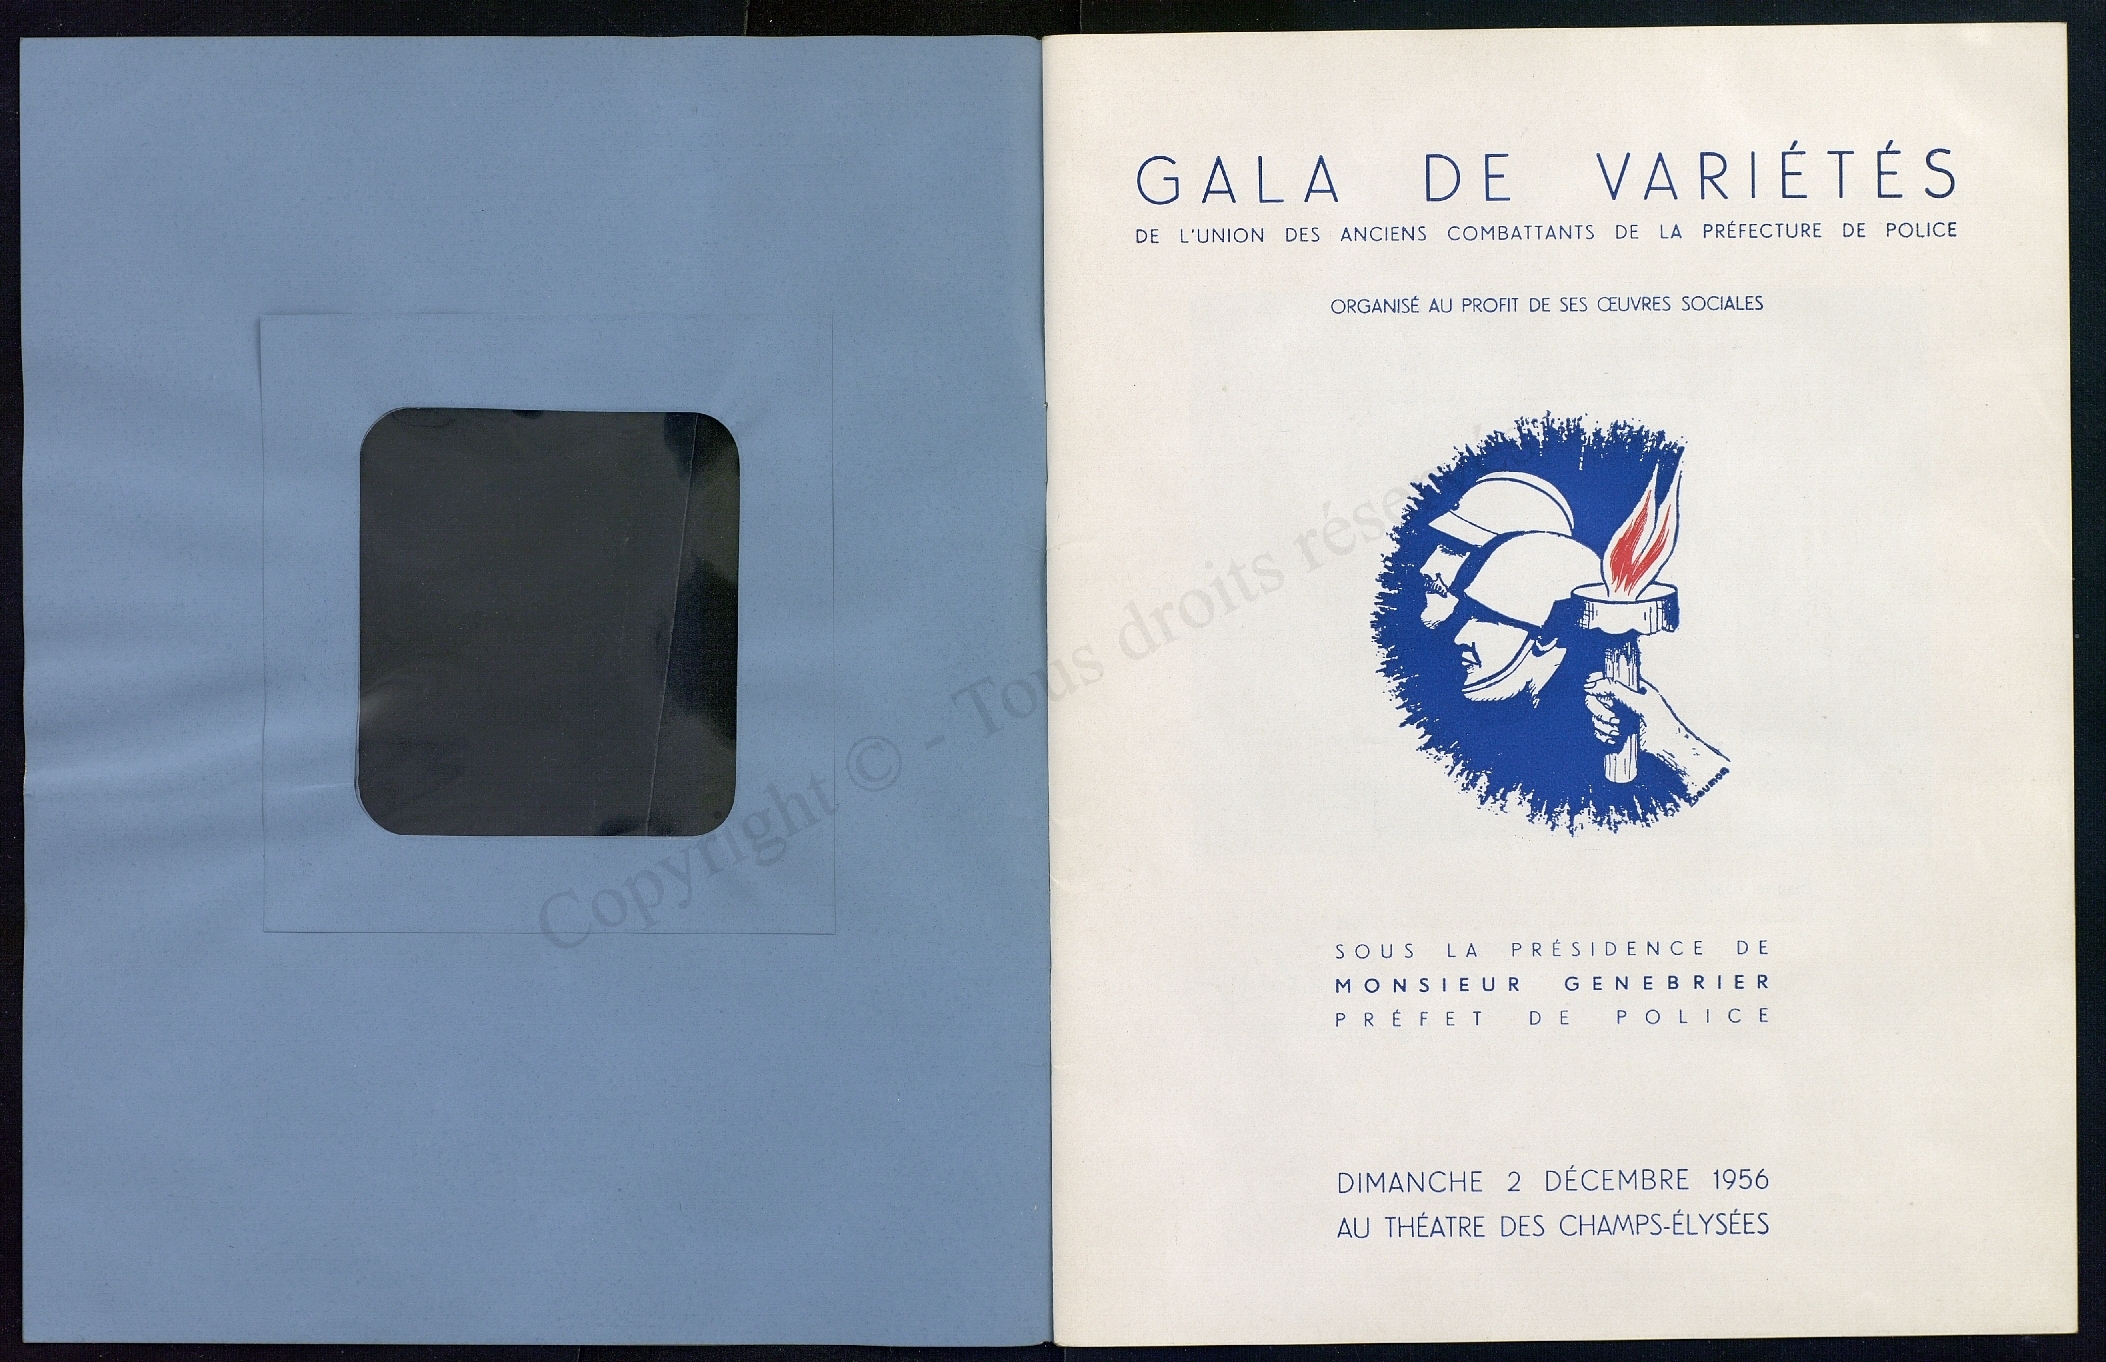 GALA DE VARIÉTÉS
DE L'UNION DES ANCIENS COMBATTANTS DE LA PRÉFECTURE DE POLICE
ORGANISÉ AU PROFIT DE SES ŒUVRES SOCIALES
Copyright © - Tous droits réservés
SOUS LA PRÉSIDENCE DE
MONSIEUR GENEBRIER
PRÉFET DE POLICE
DIMANCHE 2 DÉCEMBRE 1956
AU THÉATRE DES CHAMPS-ÉLYSÉES